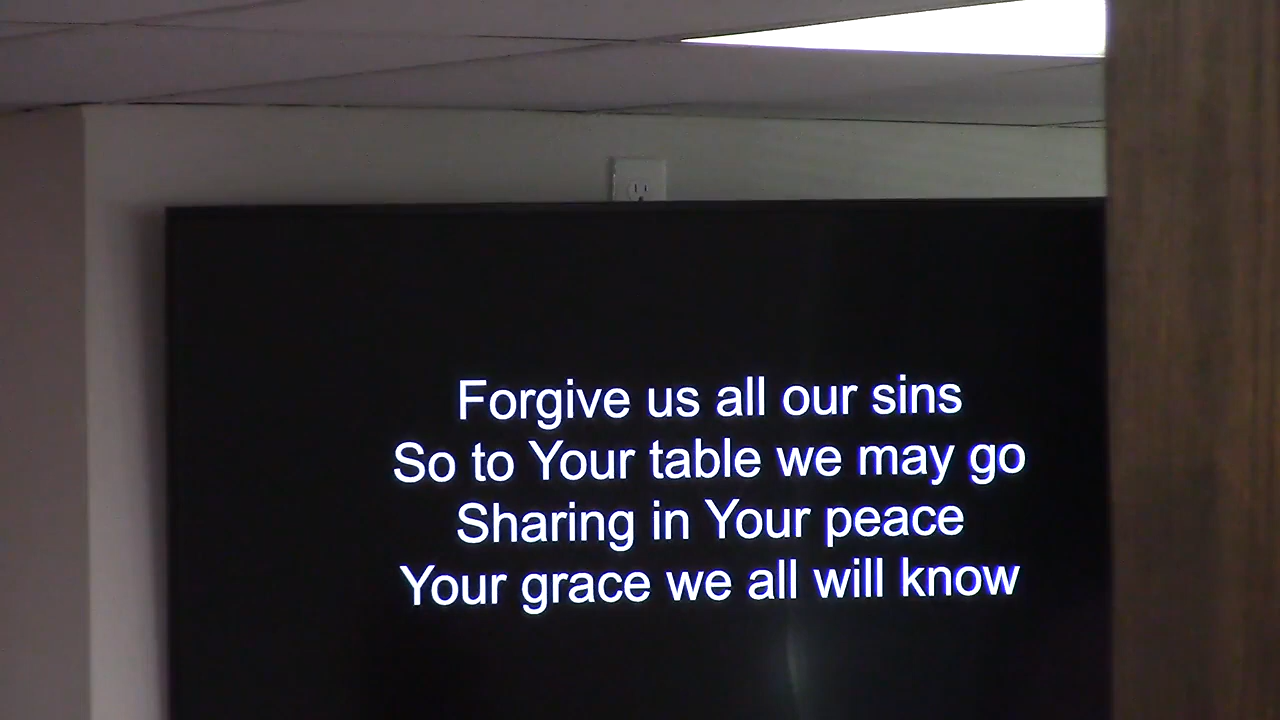 Forgive us all our sins
So to Your table we may go
Sharing in Your peace
Your grace we all will know